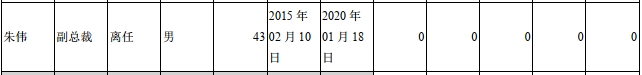 朱伟 副总裁 离任 男 43 2015 年 02 月 10 日 2020 年 01 月 18 日 0 0 0 0 0